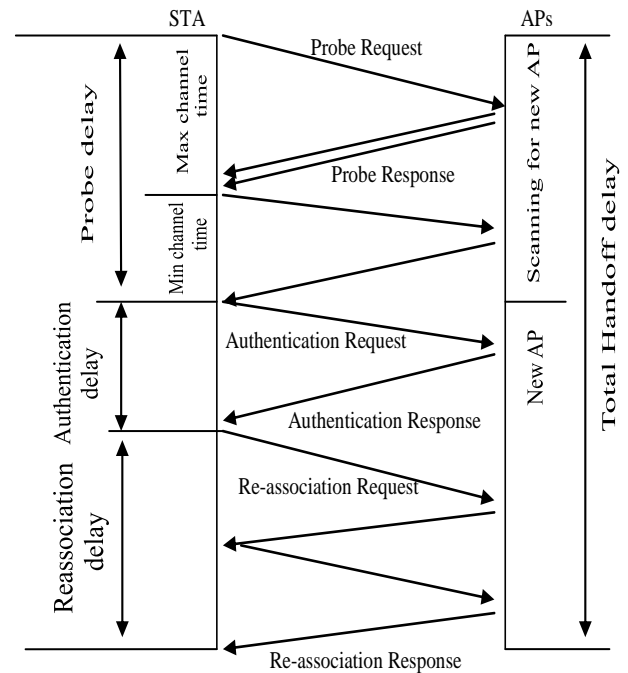 STA
APs
Probe Request
Probe delay
Max channel
time
Scanning for new AP
Probe Response
Min channel
time
Total Handoff delay
Authentication
delay
Authentication Request
New AP
Authentication Response
Reassociation
delay
Re-association Request
Re-association Response